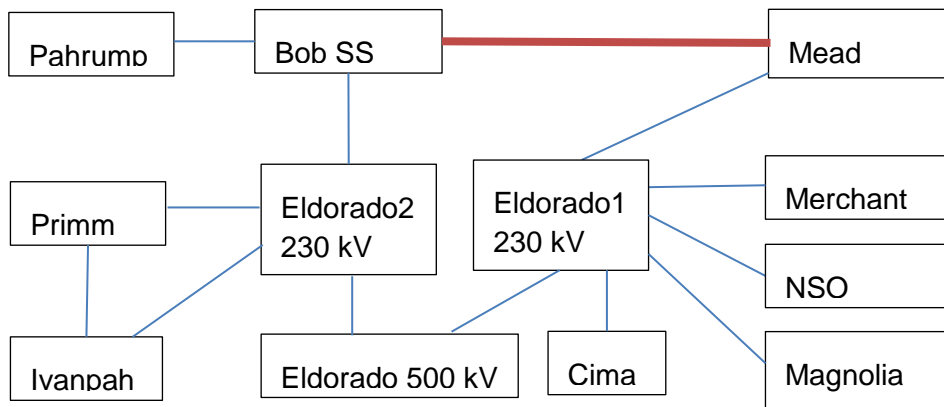 Pahrump
Bob SS
Mead
Primm
Eldorado2
230 kV
Eldorado1
230 kV
Merchant
NSO
Ivanpah
Eldorado 500 kV
Cima
Magnolia